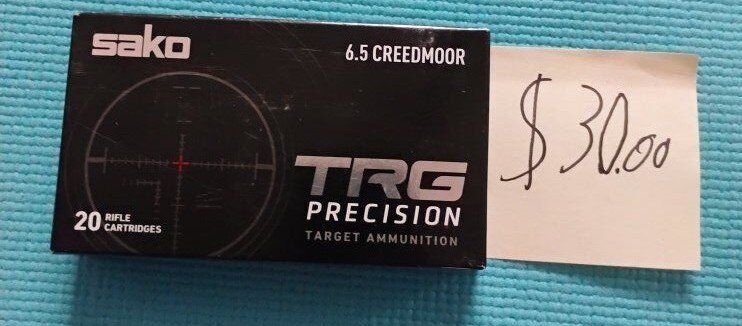 sako
6.5 CREEDMOOR
TRG
PRECISION
TARGET AMMUNITION
20 RIFLE
CARTRIDGES
$30.00